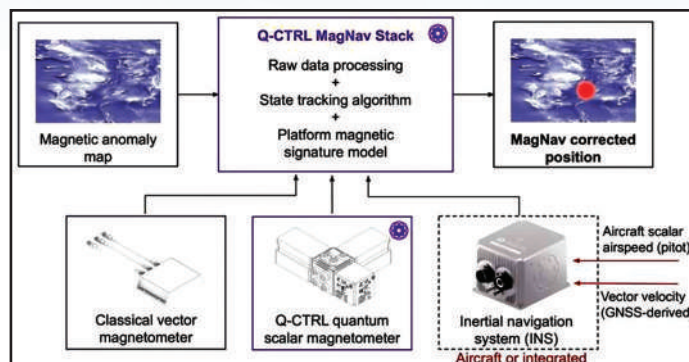 Q-CTRL MagNav Stack
Raw data processing
+
State tracking algorithm
+
Platform magnetic
signature model
Magnetic anomaly
map
MagNav corrected
position
Classical vector
magnetometer
Q-CTRL quantum
scalar magnetometer
Inertial navigation
system (INS)
Aircraft or integrated
Aircraft scalar
airspeed (pitot)
Vector velocity
(GNSS-derived)